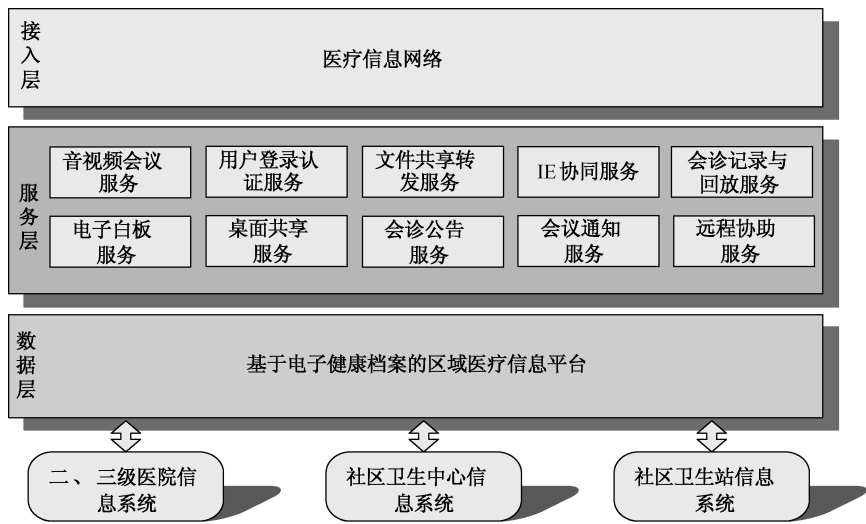 接入层
医疗信息网络
服务层
音视频会议
服务
用户登录认
证服务
文件共享转
发服务
IE协同服务
会诊记录与
回放服务
电子白板
服务
桌面共享
服务
会诊公告
服务
会议通知
服务
远程协助
服务
数据层
基于电子健康档案的区域医疗信息平台
二、三级医院信
息系统
社区卫生中心信
息系统
社区卫生站信息
系统